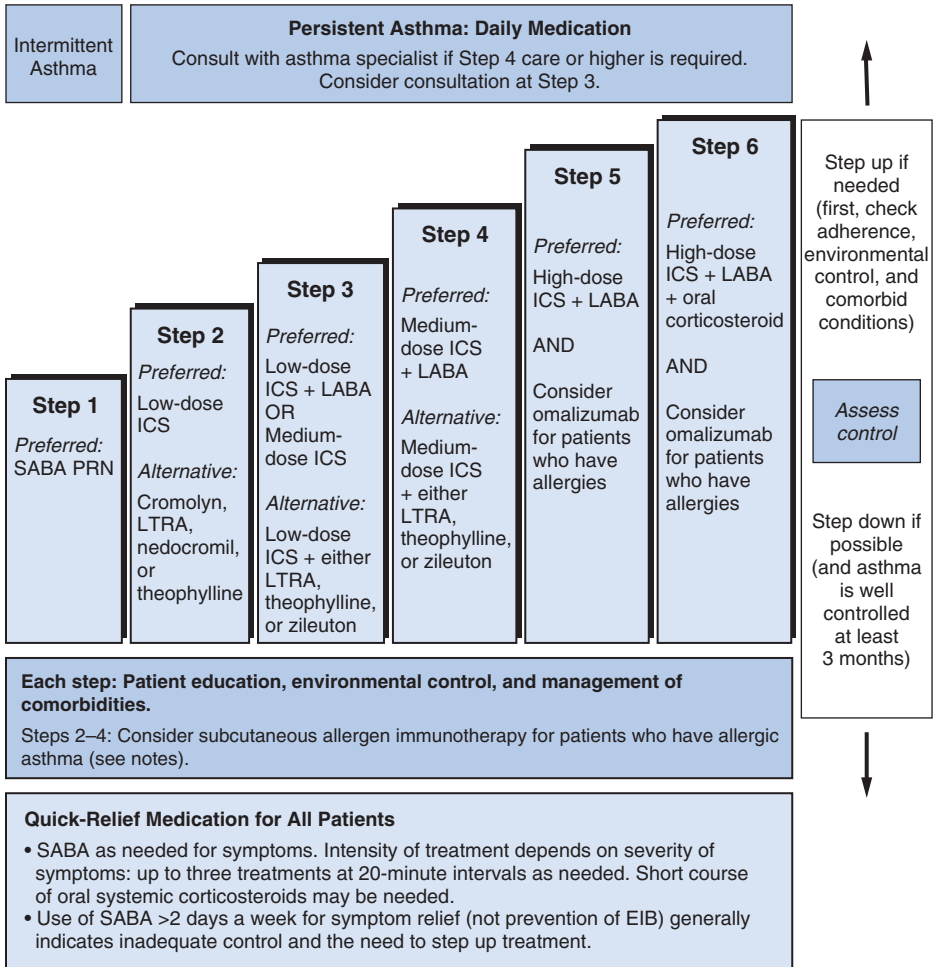 Intermittent
Asthma
Persistent Asthma: Daily Medication
Consult with asthma specialist if Step 4 care or higher is required.
Consider consultation at Step 3.
Step 1
Preferred:
SABA PRN
Step 2
Preferred:
Low-dose
ICS
Alternative:
Cromolyn,
LTRA,
nedocromil,
or
theophylline
Step 3
Preferred:
Low-dose
ICS + LABA
OR
Medium-
dose ICS
Alternative:
Low-dose
ICS + either
LTRA,
theophylline,
or zileuton
Step 4
Preferred:
Medium-
dose ICS
+ LABA
Alternative:
Medium-
dose ICS
+ either
LTRA,
theophylline,
or zileuton
Step 5
Preferred:
High-dose
ICS + LABA
AND
Consider
omalizumab
for patients
who have
allergies
Step 6
Preferred:
High-dose
ICS + LABA
+ oral
corticosteroid
AND
Consider
omalizumab
for patients
who have
allergies
Step up if
needed
(first, check
adherence,
environmental
control, and
comorbid
conditions)
Assess
control
Step down if
possible
(and asthma
is well
controlled
at least
3 months)
Each step: Patient education, environmental control, and management of
comorbidities.
Steps 2–4: Consider subcutaneous allergen immunotherapy for patients who have allergic
asthma (see notes).
Quick-Relief Medication for All Patients
• SABA as needed for symptoms. Intensity of treatment depends on severity of
symptoms: up to three treatments at 20-minute intervals as needed. Short course
of oral systemic corticosteroids may be needed.
• Use of SABA >2 days a week for symptom relief (not prevention of EIB) generally
indicates inadequate control and the need to step up treatment.